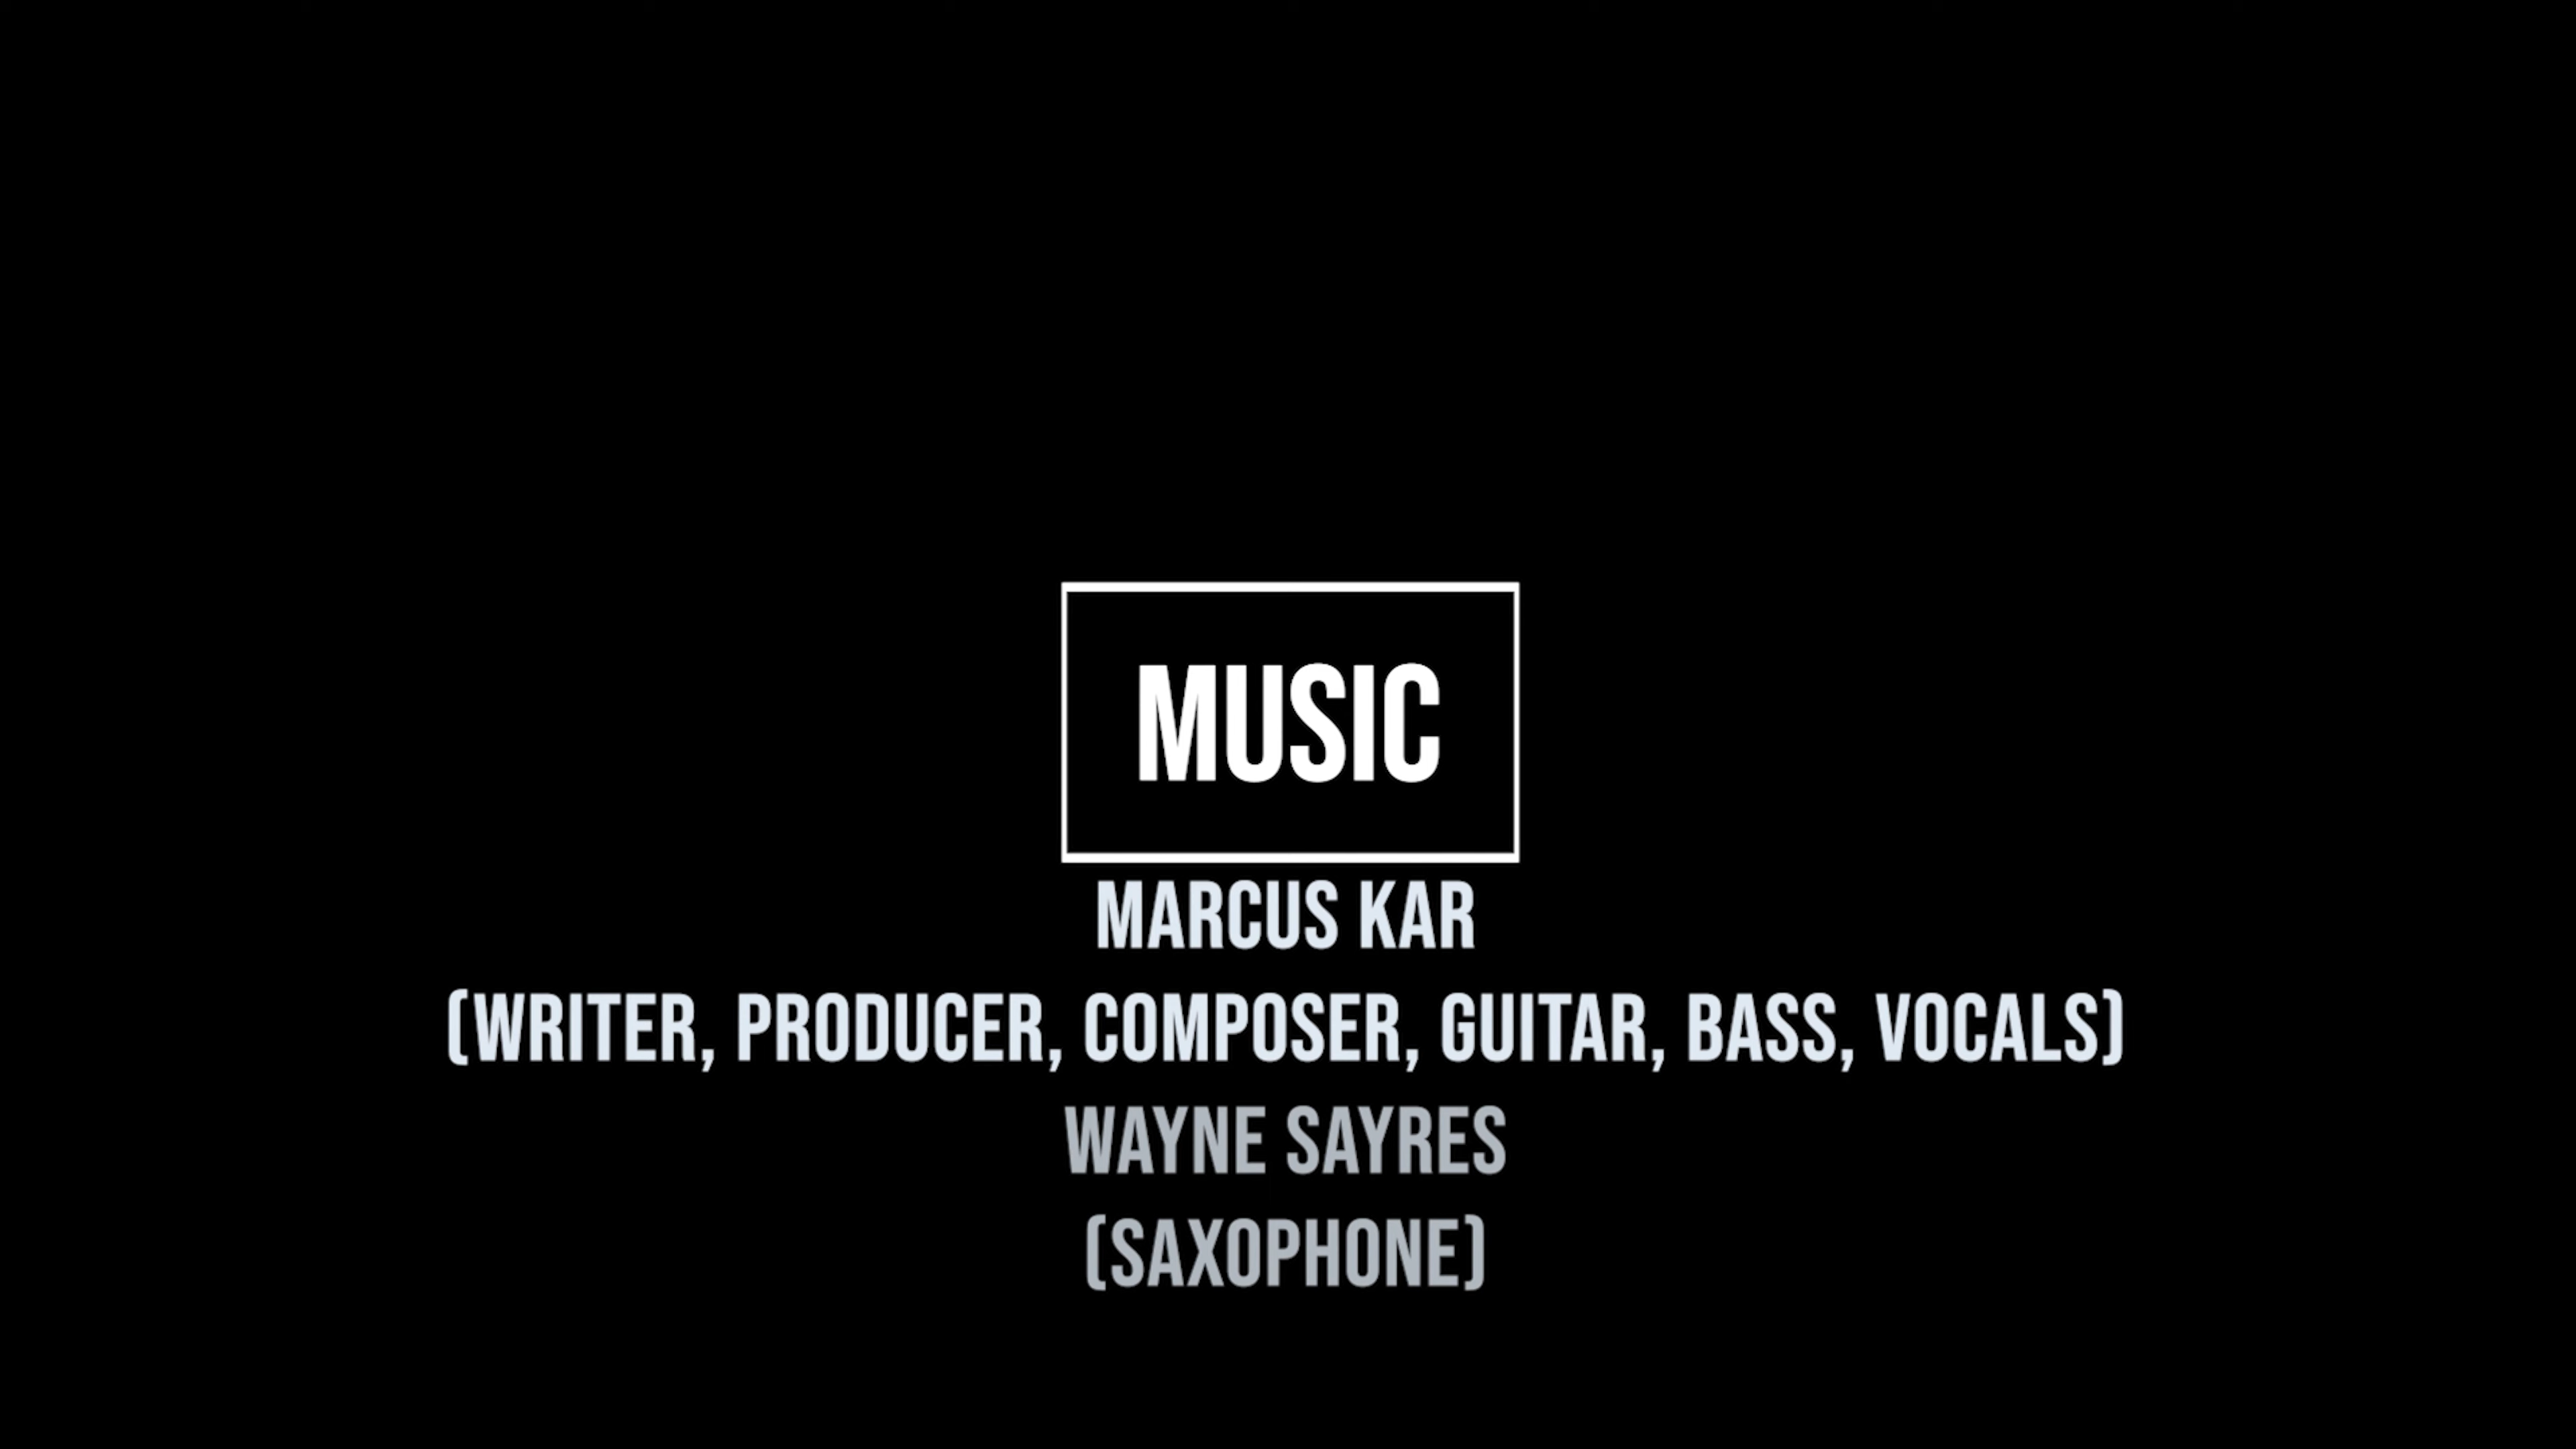 MUSIC
MARCUS KAR
(WRITER, PRODUCER, COMPOSER, GUITAR, BASS, VOCALS)
WAYNE SAYRES
(SAXOPHONE)